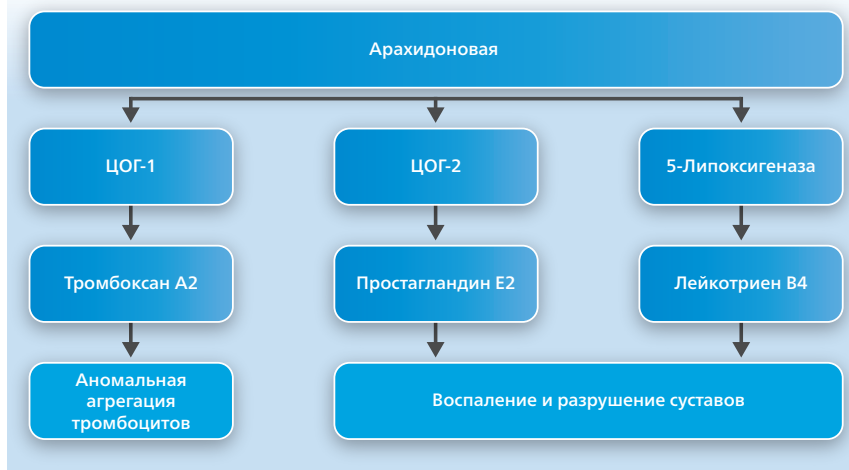 Арахидоновая
ЦОГ-1
ЦОГ-2
5-Липоксигеназа
Тромбоксан А2
Простагландин Е2
Лейкотриен В4
Аномальная
агрегация
тромбоцитов
Воспаление и разрушение суставов